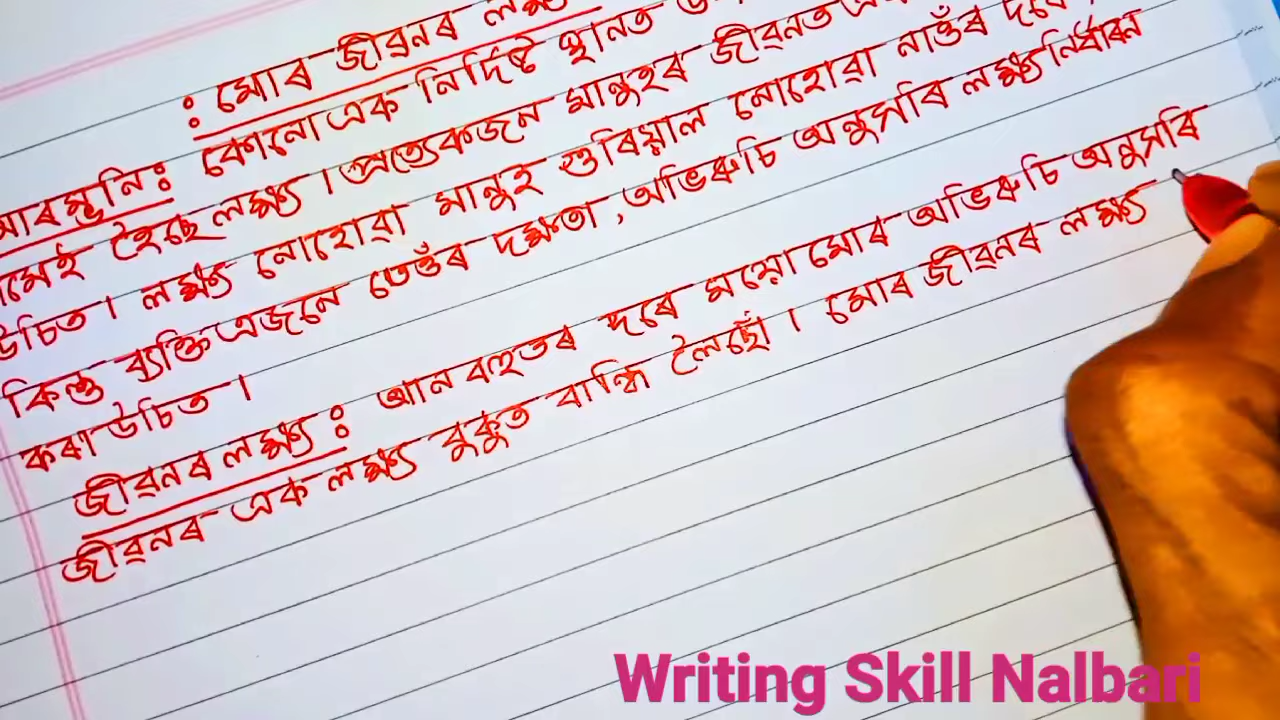 : মোৰ জীৱনৰ লক্ষ্য
আৰম্ভনি: কোনো এক নিৰ্দিষ্ট স্থানত
হৈছে লক্ষ্য । প্ৰত্যেকজন মানুহৰ জীৱনত
উচিত । লক্ষ্য নোহোৱা মানুহ গুৰিয়াল নোহোৱা নাওঁৰ দৰে
কিন্তু ব্যক্তি এজনে তেওঁৰ দক্ষতা , অভিৰুচি অনুসৰি লক্ষ্য নিৰ্ধাৰন
কৰা উচিত ।
জীৱনৰ লক্ষ্য : আন বহুতৰ দৰে ময়ো মোৰ অভিৰুচি অনুসৰি
জীৱনৰ এক লক্ষ্য বুকুত বান্ধি লৈছোঁ । মোৰ জীৱনৰ লক্ষ্য
Writing Skill Nalbari